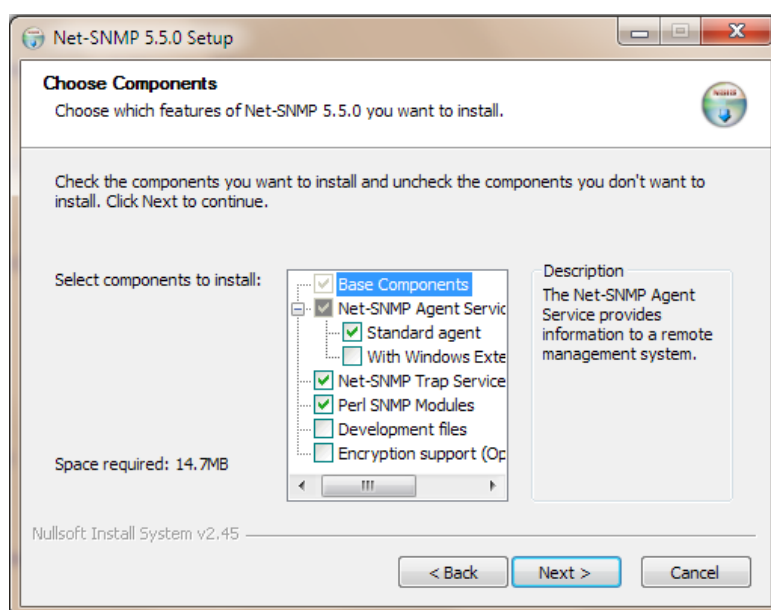 Net-SNMP 5.5.0 Setup
Choose Components
Choose which features of Net-SNMP 5.5.0 you want to install.
Check the components you want to install and uncheck the components you don't want to
install. Click Next to continue.
Select components to install:
Base Components
Net-SNMP Agent Servic
Standard agent
With Windows Exte
Net-SNMP Trap Service
Perl SNMP Modules
Development files
Encryption support (Op
Description
The Net-SNMP Agent
Service provides
information to a remote
management system.
Space required: 14.7MB
Nullsoft Install System v2.45
< Back
Next >
Cancel